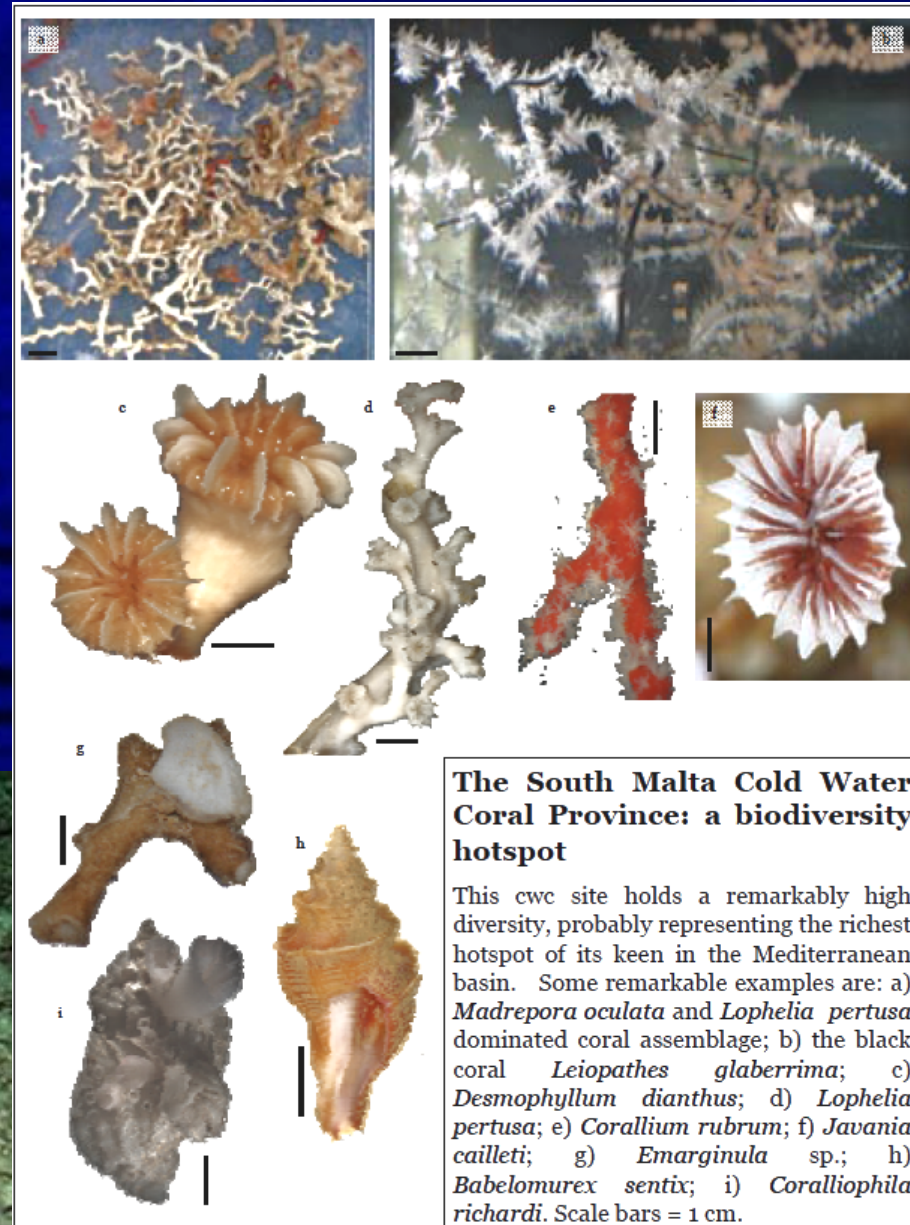 a
b
c
d
e
f
g
h
i
The South Malta Cold Water
Coral Province: a biodiversity
hotspot
This cwc site holds a remarkably high
diversity, probably representing the richest
hotspot of its keen in the Mediterranean
basin. Some remarkable examples are: a)
Madrepora oculata and Lophelia pertusa
dominated coral assemblage; b) the black
coral Leiopathes glaberrima; c)
Desmophyllum dianthus; d) Lophelia
pertusa; e) Corallium rubrum; f) Javania
cailleti; g) Emarginula sp.; h)
Babelomurex sentix; i) Coralliophila
richardi. Scale bars = 1 cm.